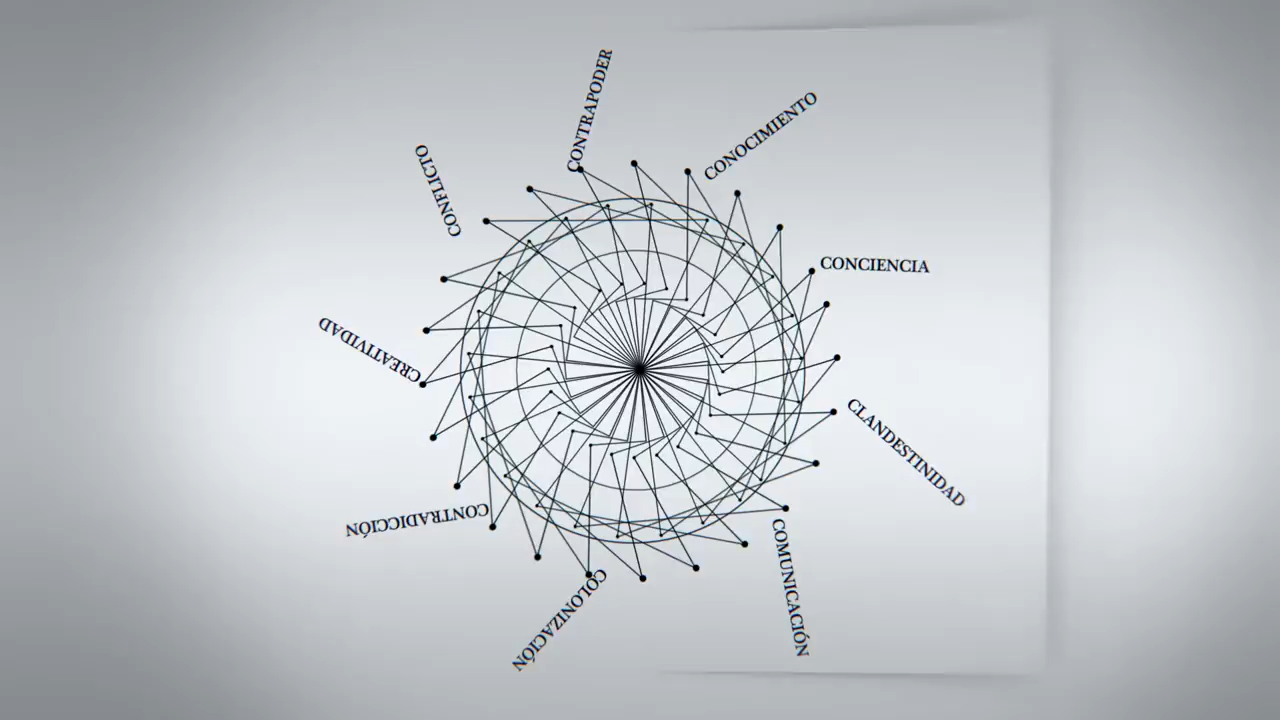 CONTRAPODER
CONOCIMIENTO
CONCIENCIA
CLANDESTINIDAD
COMUNICACIÓN
COLONIZACIÓN
CONTRADICCIÓN
CREATIVIDAD
CONFLICTO